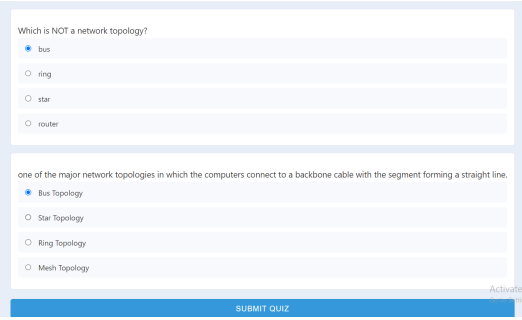 Which is NOT a network topology?
bus
ring
star
router
one of the major network topologies in which the computers connect to a backbone cable with the segment forming a straight line.
Bus Topology
Star Topology
Ring Topology
Mesh Topology
Activate
SUBMIT QUIZ